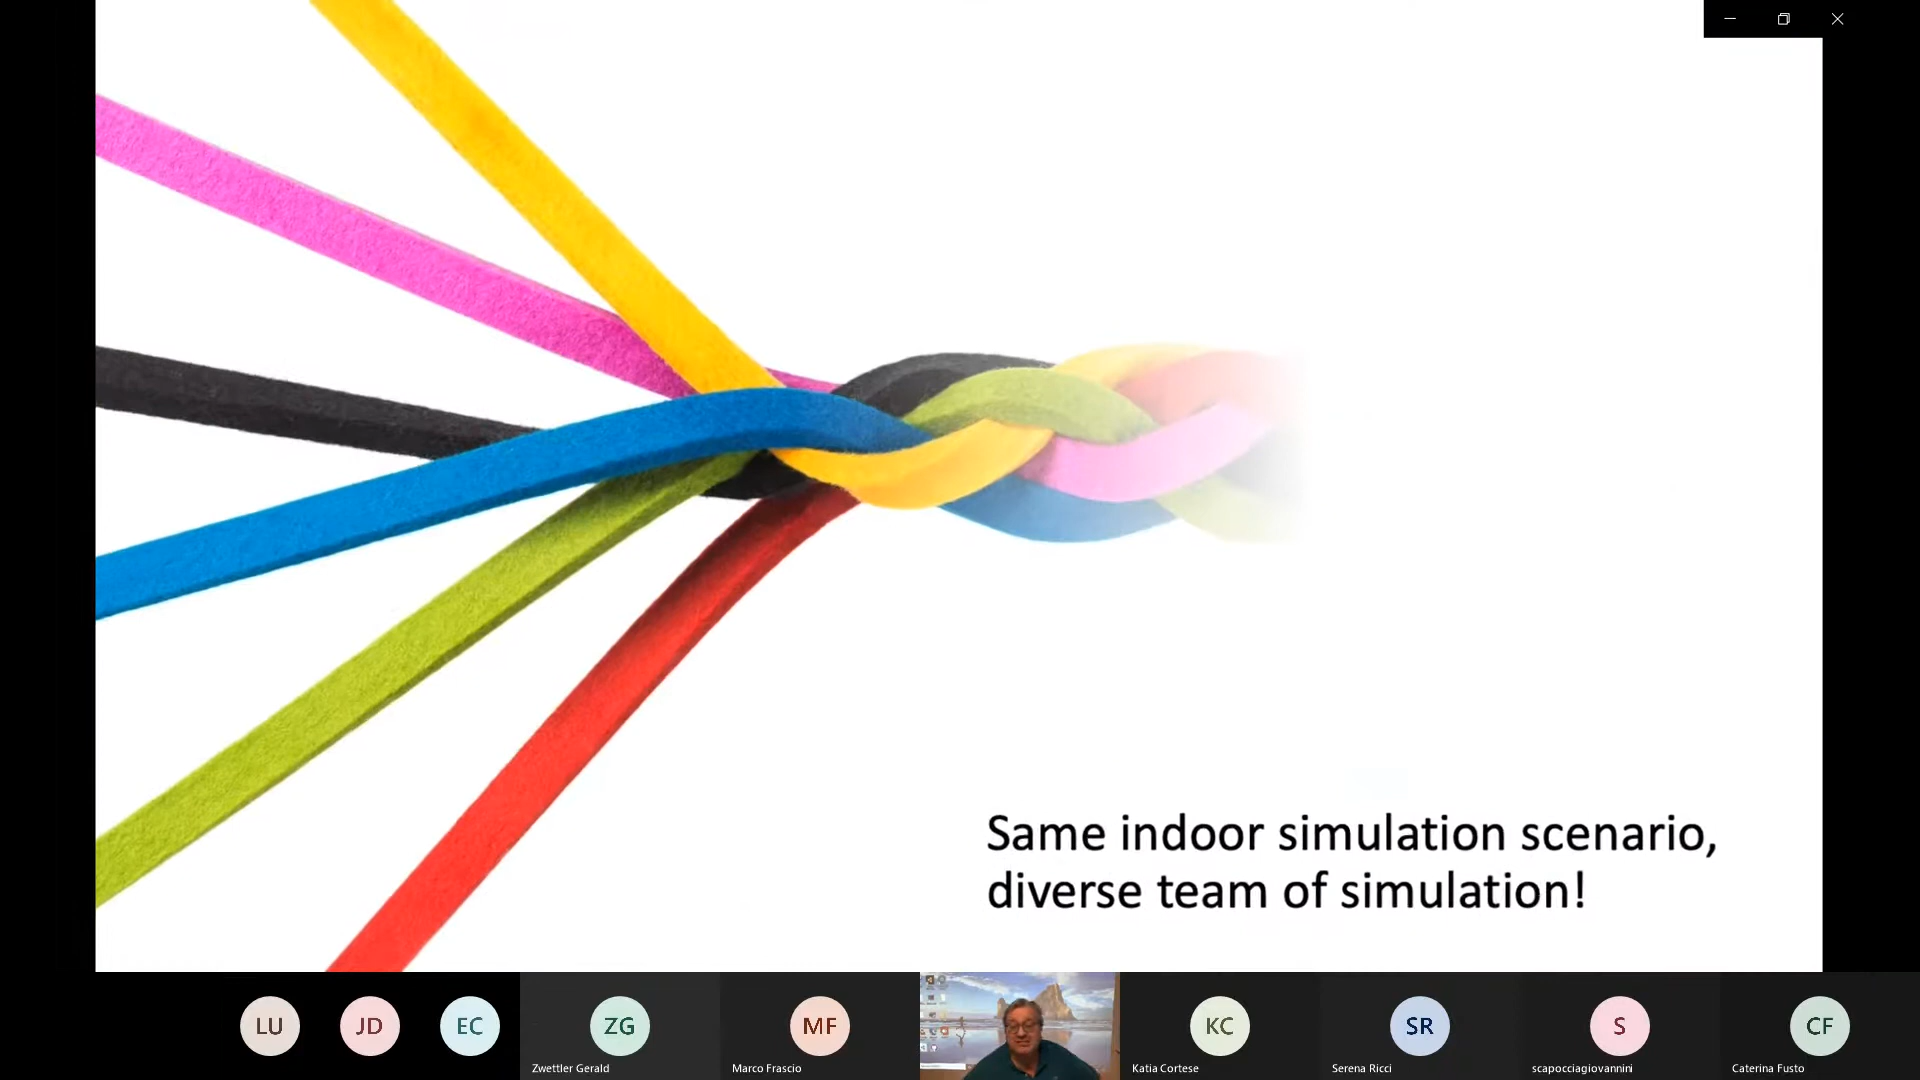 Same indoor simulation scenario,
diverse team of simulation!
LU
JD
EC
ZG
MF
KC
SR
S
CF
Zwettler Gerald
Marco Frascio
Katia Cortese
Serena Ricci
scapocciagiovannini
Caterina Fusto